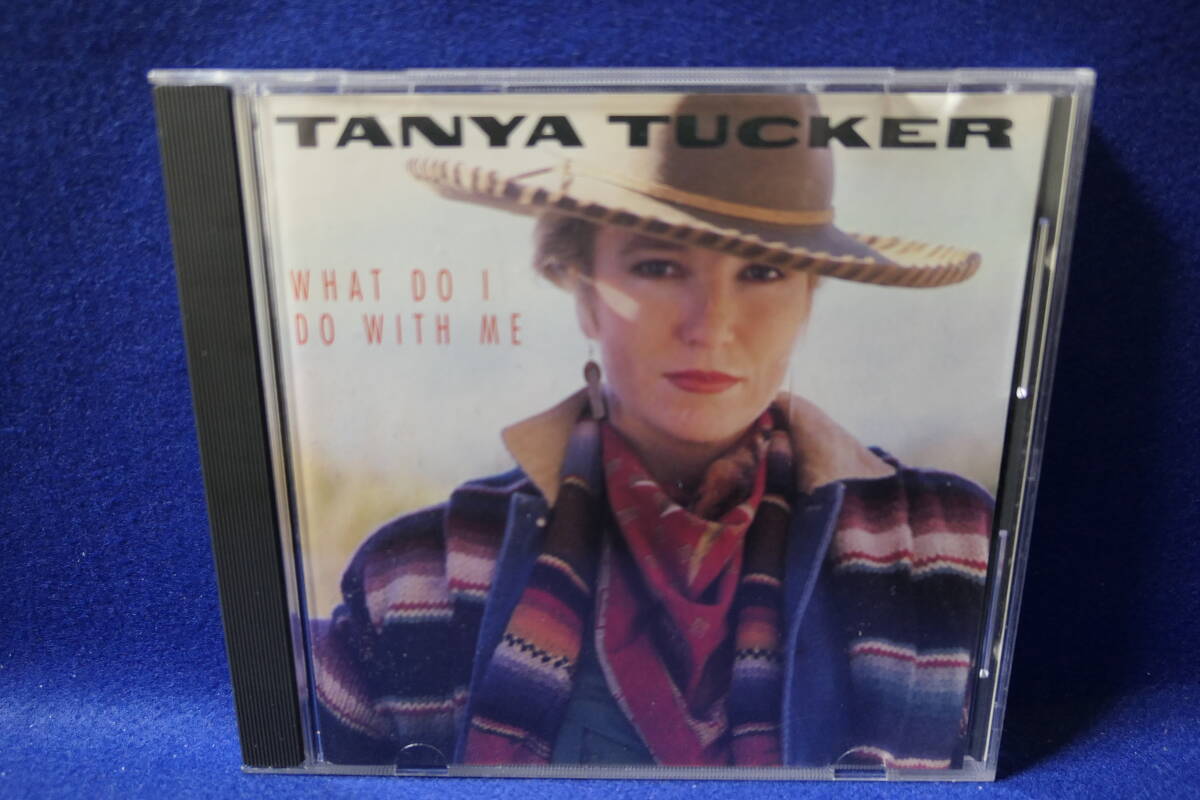 TANYA TUCKER
WHAT DO I
DO WITH ME